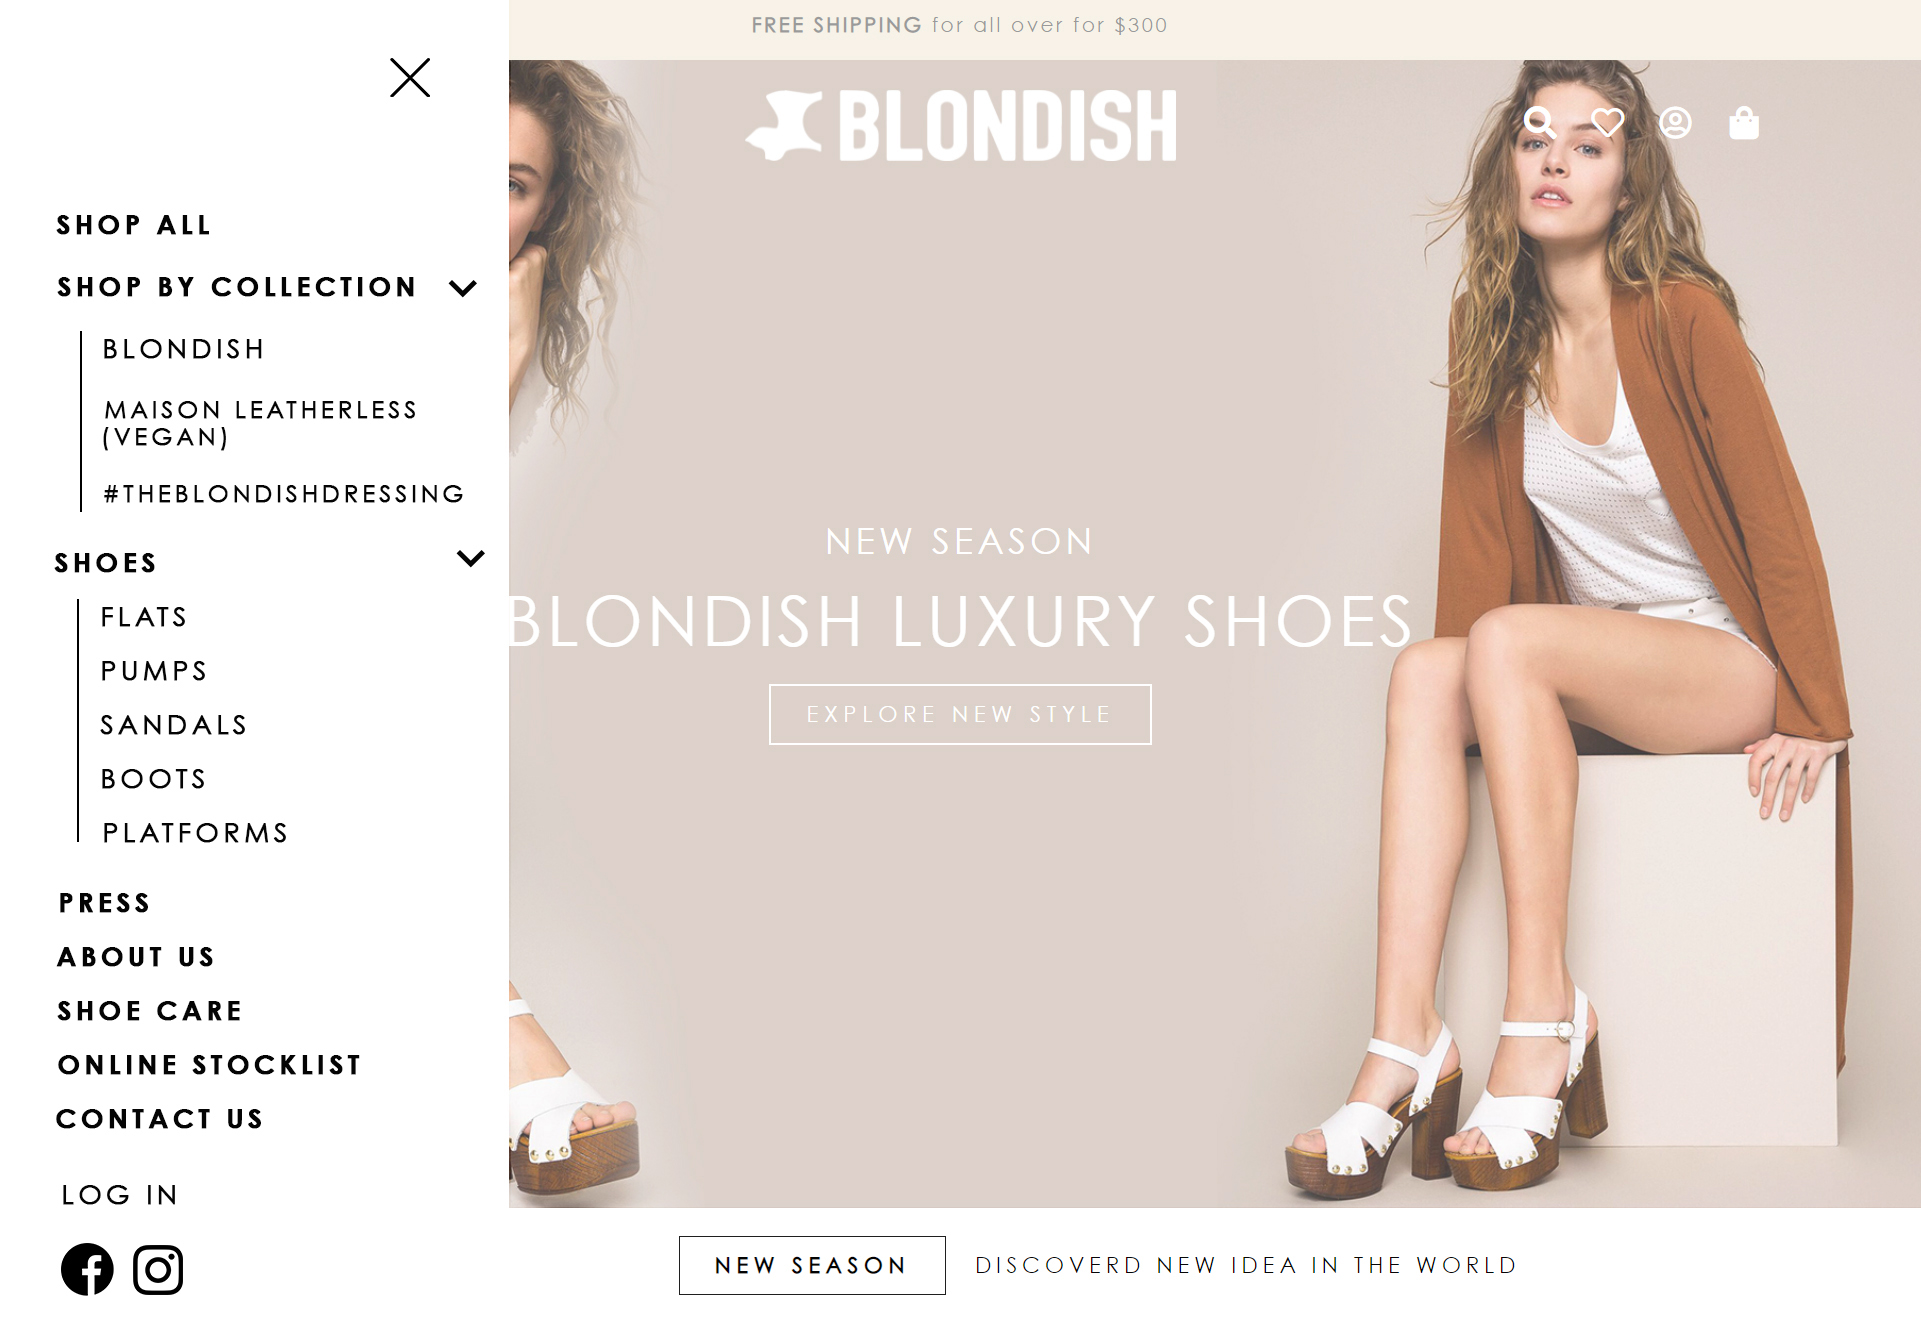 FREE SHIPPING for all over for $300
BLONDISH
SHOP ALL
SHOP BY COLLECTION
BLONDISH
MAISON LEATHERLESS
(VEGAN)
#THEBLONDISHDRESSING
SHOES
FLATS
PUMPS
SANDALS
BOOTS
PLATFORMS
PRESS
ABOUT US
SHOE CARE
ONLINE STOCKLIST
CONTACT US
LOG IN
NEW SEASON
BLONDISH LUXURY SHOES
EXPLORE NEW STYLE
NEW SEASON
DISCOVERD NEW IDEA IN THE WORLD